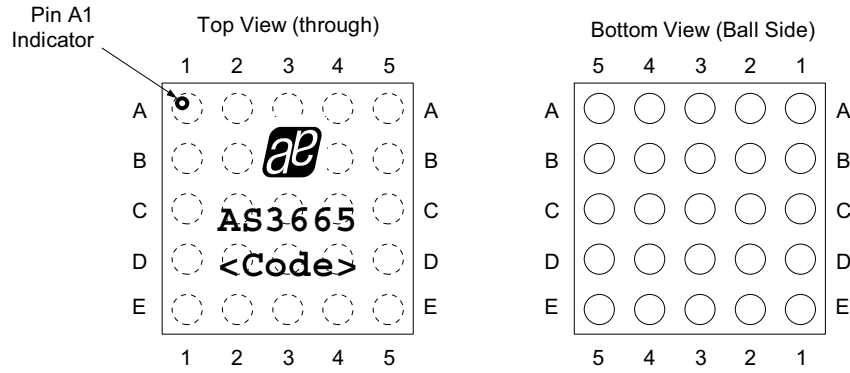 Pin A1
Indicator
Top View (through)
1 2 3 4 5
A A
B B
C C
D D
E E
1 2 3 4 5
ae
AS3665
<Code>
Bottom View (Ball Side)
5 4 3 2 1
A A
B B
C C
D D
E E
5 4 3 2 1